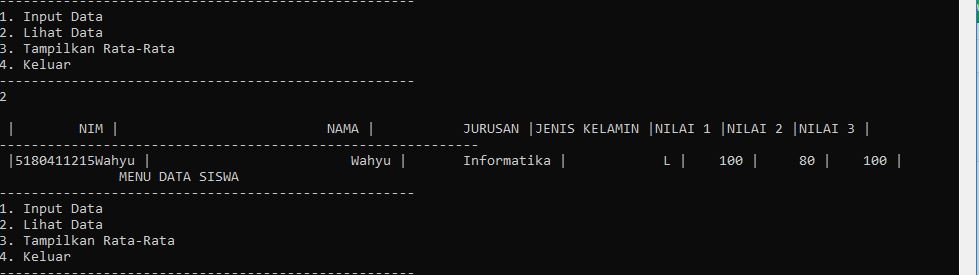 -----------------------------------------------------
1. Input Data
2. Lihat Data
3. Tampilkan Rata-Rata
4. Keluar
-----------------------------------------------------
2
| NIM | NAMA | JURUSAN |JENIS KELAMIN |NILAI 1 |NILAI 2 |NILAI 3 |
-------------------------------------------------------------
|5180411215Wahyu | Wahyu | Informatika | L | 100 | 80 | 100 |
MENU DATA SISWA
-----------------------------------------------------
1. Input Data
2. Lihat Data
3. Tampilkan Rata-Rata
4. Keluar
-----------------------------------------------------